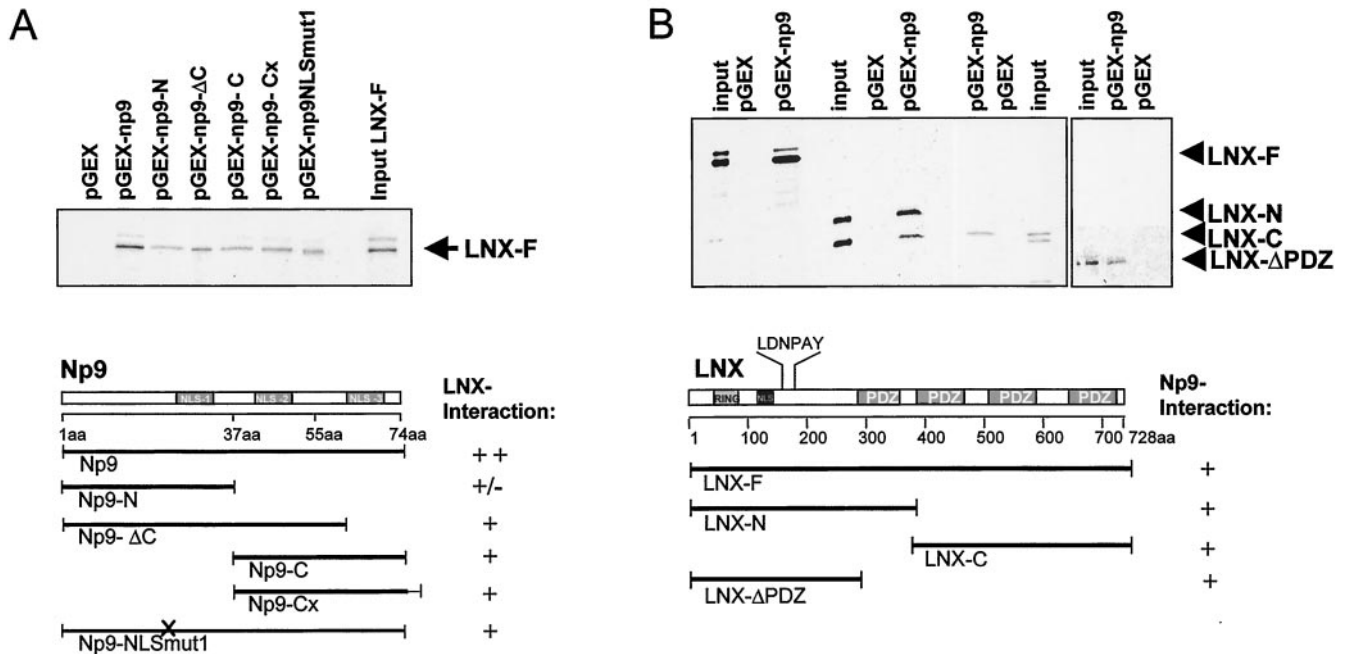 A
pGEX
pGEX-np9
pGEX-np9-N
pGEX-np9-ΔC
pGEX-np9- C
pGEX-np9- Cx
pGEX-np9NLSmut1
Input LNX-F
LNX-F
Np9
LNX-
Interaction:
NLS-1 NLS-2 NLS-3
1aa 37aa 55aa 74aa
Np9 ++
Np9-N +/-
Np9- ΔC +
Np9-C +
Np9-Cx +
X
Np9-NLSmut1 +
B
input
pGEX
pGEX-np9
input
pGEX
pGEX-np9
pGEX-np9
pGEX
input
input
pGEX-np9
pGEX
LNX-F
LNX-N
LNX-C
LNX-ΔPDZ
LDNPAY
LNX
Np9-
Interaction:
RING NLS PDZ PDZ PDZ PDZ
1 100 200 300 400 500 600 700 728aa
LNX-F +
LNX-N +
LNX-C +
LNX-ΔPDZ +